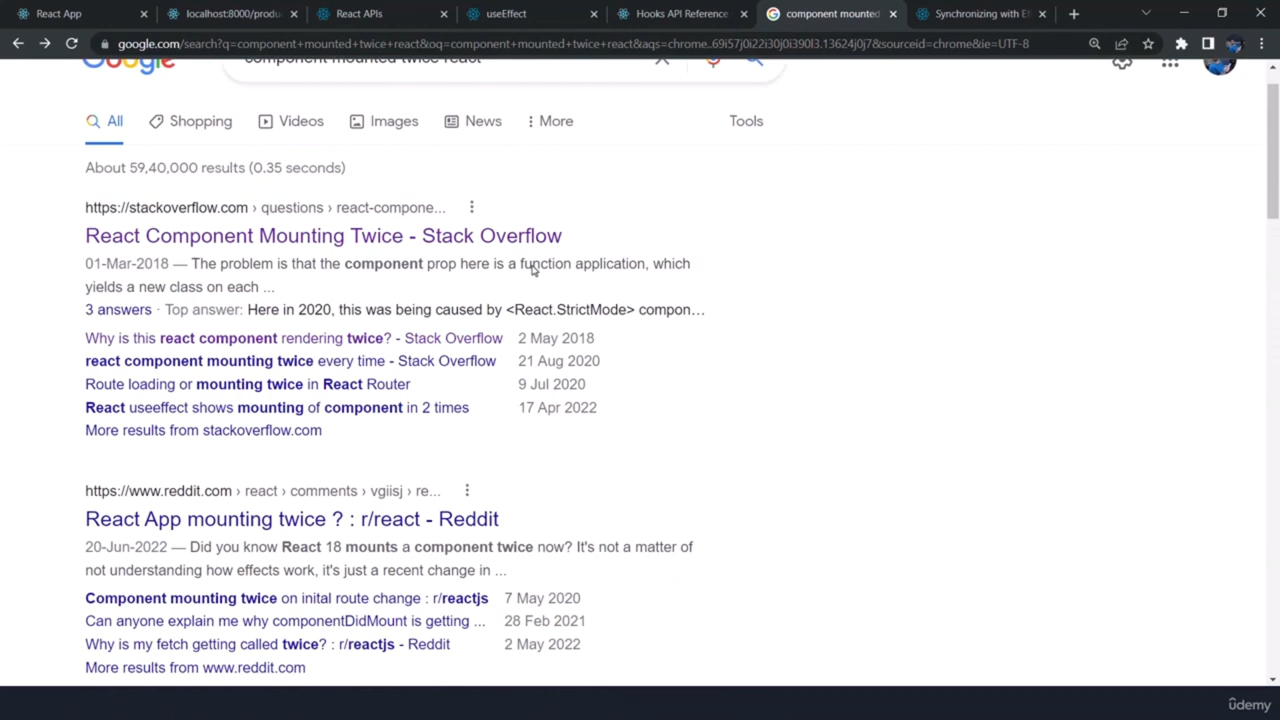 React App
localhost:8000/produ
React APIs
useEffect
Hooks API Reference
component mounted
Synchronizing with Ef
google.com/search?q=component+mounted+twice+react&oq=component+mounted+twice+react&aqs=chrome..69i57j0i22i30j0i390l3.13624j0j7&sourceid=chrome&ie=UTF-8
Google
component mounted twice react
All
Shopping
Videos
Images
News
More
Tools
About 59,40,000 results (0.35 seconds)
https://stackoverflow.com › questions › react-compone...
React Component Mounting Twice - Stack Overflow
01-Mar-2018 — The problem is that the component prop here is a function application, which
yields a new class on each ...
3 answers · Top answer: Here in 2020, this was being caused by <React.StrictMode> compon…
Why is this react component rendering twice? - Stack Overflow 2 May 2018
react component mounting twice every time - Stack Overflow 21 Aug 2020
Route loading or mounting twice in React Router 9 Jul 2020
React useeffect shows mounting of component in 2 times 17 Apr 2022
More results from stackoverflow.com
https://www.reddit.com › react › comments › vgiisj › re...
React App mounting twice ? : r/react - Reddit
20-Jun-2022 — Did you know React 18 mounts a component twice now? It's not a matter of
not understanding how effects work, it's just a recent change in ...
Component mounting twice on inital route change : r/reactjs 7 May 2020
Can anyone explain me why componentDidMount is getting ... 28 Feb 2021
Why is my fetch getting called twice? : r/reactjs - Reddit 2 May 2022
More results from www.reddit.com
ûdemy